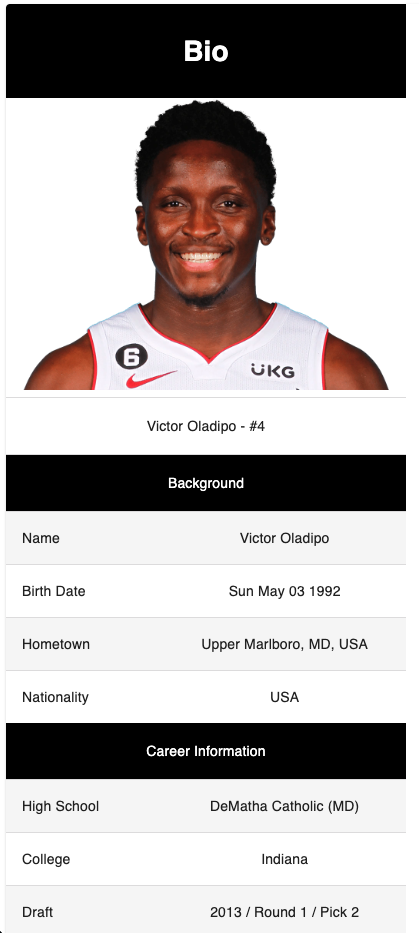 Bio
6
UKG
Victor Oladipo - #4
Background
Name Victor Oladipo
Birth Date Sun May 03 1992
Hometown Upper Marlboro, MD, USA
Nationality USA
Career Information
High School DeMatha Catholic (MD)
College Indiana
Draft 2013 / Round 1 / Pick 2